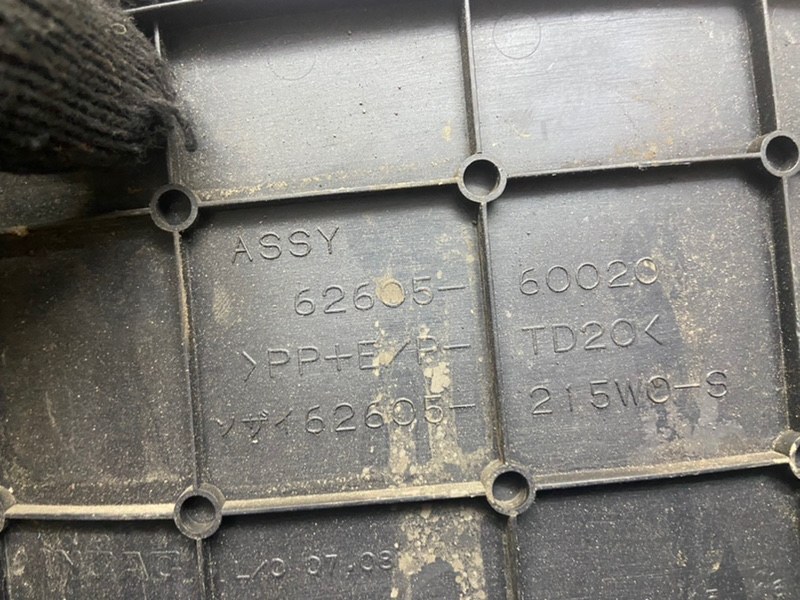 ASSY
62605-60020
>PP+E/P-TD20<
ソザイ62605-215W0-S
L/O 07.08